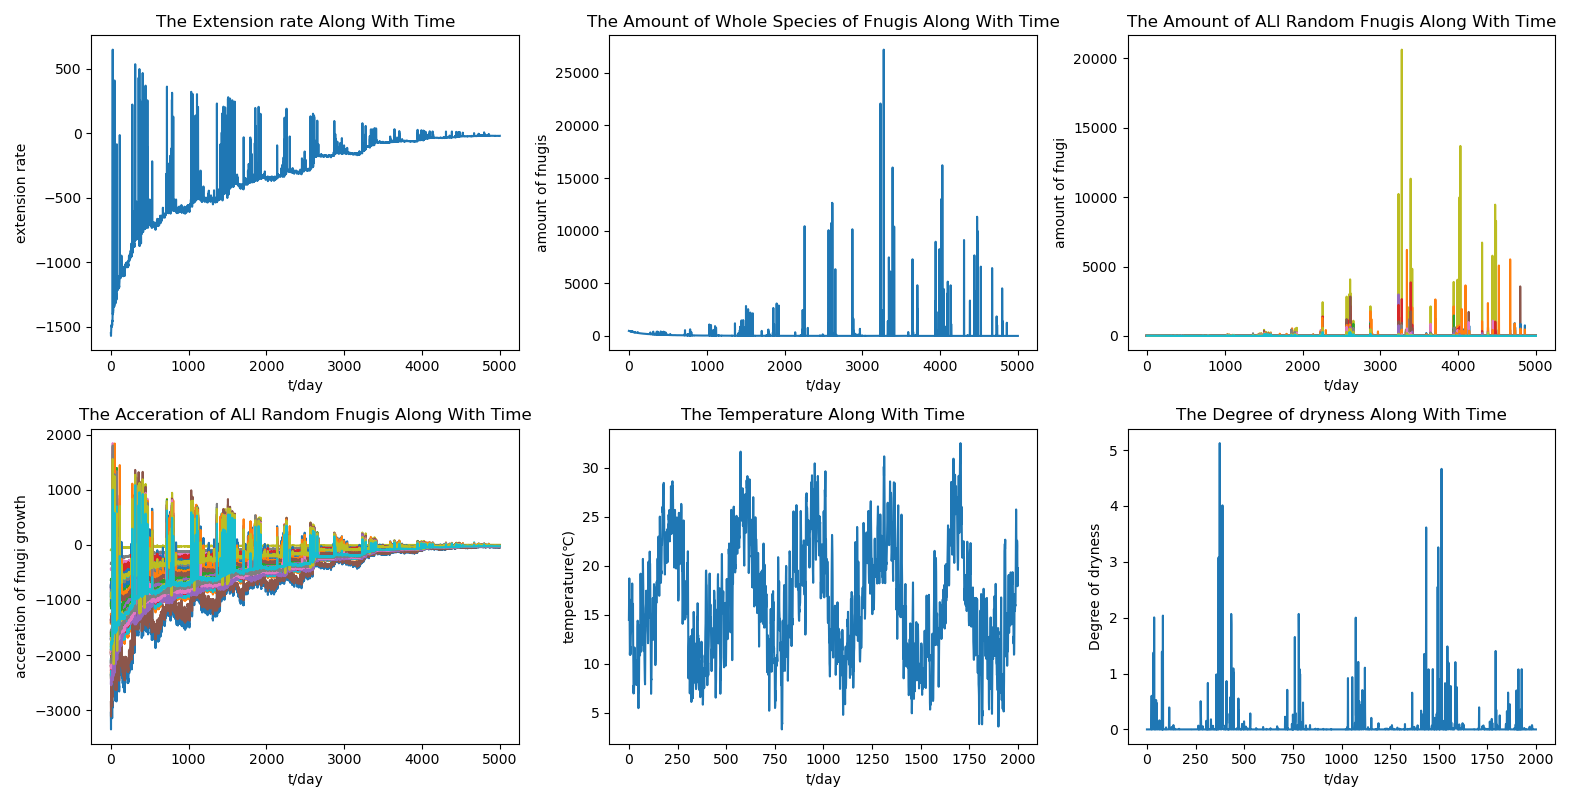 The Extension rate Along With Time
extension rate
500
0
−500
−1000
−1500
0 1000 2000 3000 4000 5000
t/day
The Amount of Whole Species of Fnugis Along With Time
amount of fnugis
25000
20000
15000
10000
5000
0
0 1000 2000 3000 4000 5000
t/day
The Amount of ALI Random Fnugis Along With Time
amount of fnugi
20000
15000
10000
5000
0
0 1000 2000 3000 4000 5000
t/day
The Acceration of ALI Random Fnugis Along With Time
acceration of fnugi growth
2000
1000
0
−1000
−2000
−3000
0 1000 2000 3000 4000 5000
t/day
The Temperature Along With Time
temperature(℃)
30
25
20
15
10
5
0 250 500 750 1000 1250 1500 1750 2000
t/day
The Degree of dryness Along With Time
Degree of dryness
5
4
3
2
1
0
0 250 500 750 1000 1250 1500 1750 2000
t/day